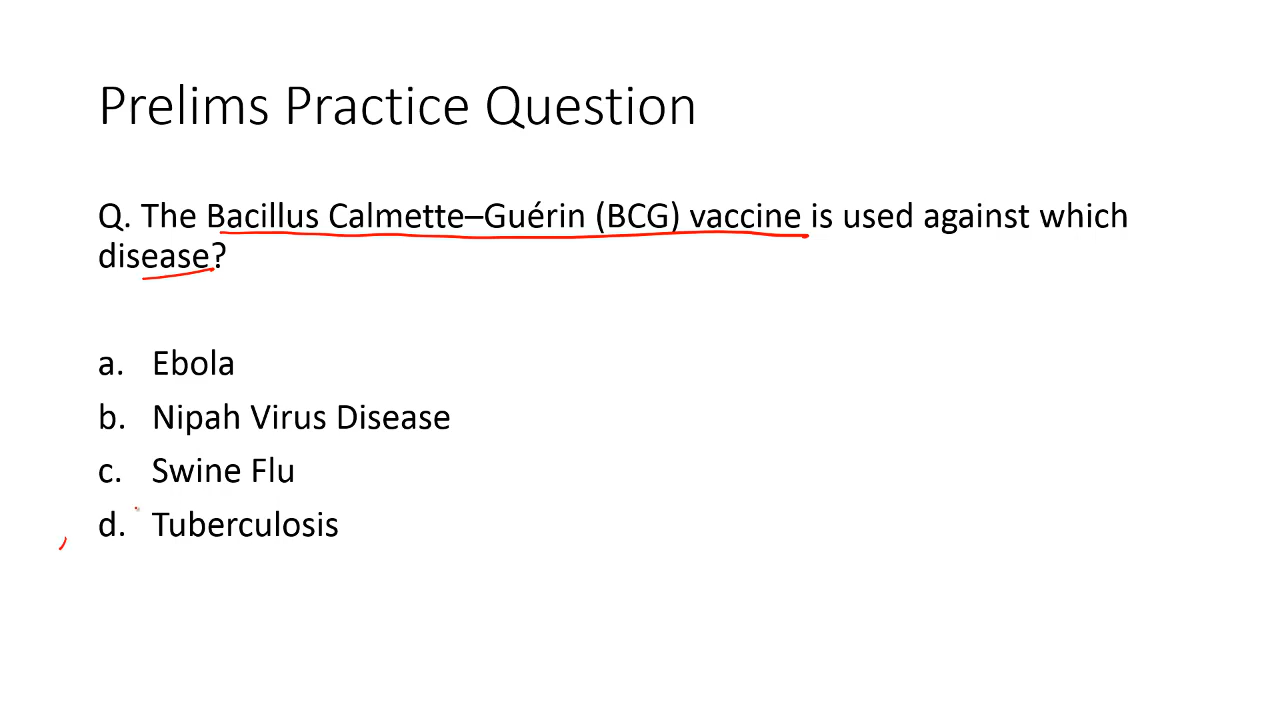 Prelims Practice Question
Q. The Bacillus Calmette–Guérin (BCG) vaccine is used against which
disease?
a. Ebola
b. Nipah Virus Disease
c. Swine Flu
d. Tuberculosis